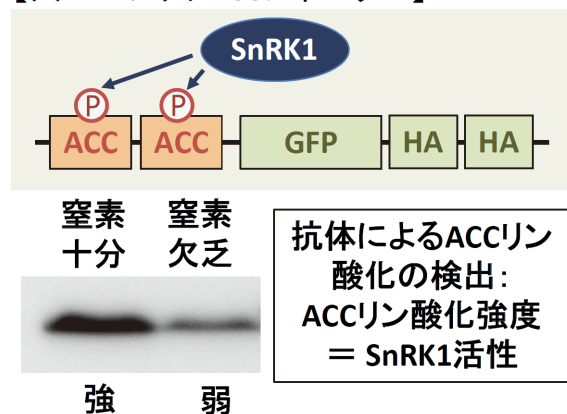 SnRK1
P P
ACC ACC GFP HA HA
窒素 窒素
十分 欠乏
抗体によるACCリン
酸化の検出:
ACCリン酸化強度
= SnRK1活性
強 弱